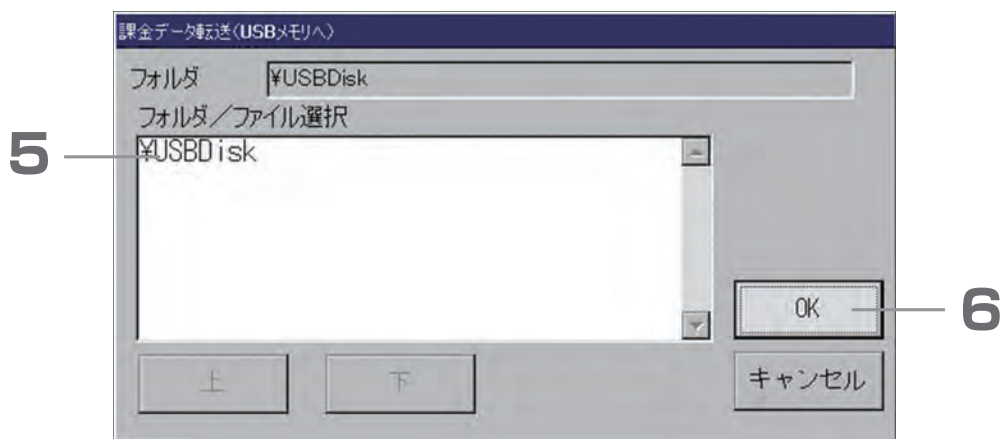 課金データ転送(USBメモリへ)
フォルダ ¥USBDisk
フォルダ/ファイル選択
5 ¥USBDisk
OK 6
上 下 キャンセル